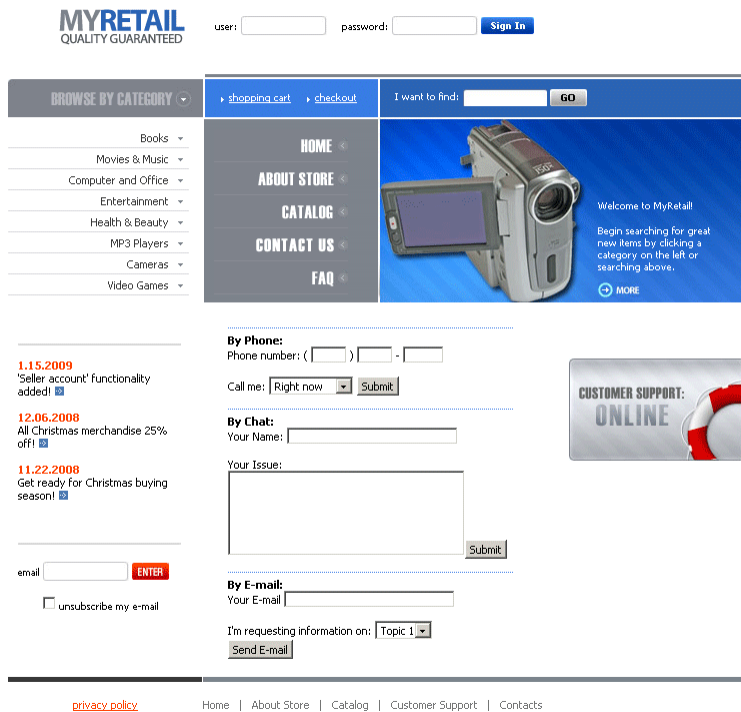 MYRETAIL
QUALITY GUARANTEED
user:
password:
Sign In
BROWSE BY CATEGORY
shopping cart
checkout
I want to find:
GO
Books
Movies & Music
Computer and Office
Entertainment
Health & Beauty
MP3 Players
Cameras
Video Games
HOME
ABOUT STORE
CATALOG
CONTACT US
FAQ
Welcome to MyRetail!
Begin searching for great
new items by clicking a
category on the left or
searching above.
MORE
1.15.2009
'Seller account' functionality
added!
12.06.2008
All Christmas merchandise 25%
off!
11.22.2008
Get ready for Christmas buying
season!
email
ENTER
unsubscribe my e-mail
By Phone:
Phone number: ( ) -
Call me: Right now Submit
By Chat:
Your Name:
Your Issue:
Submit
By E-mail:
Your E-mail
I'm requesting information on: Topic 1
Send E-mail
CUSTOMER SUPPORT:
ONLINE
privacy policy
Home | About Store | Catalog | Customer Support | Contacts